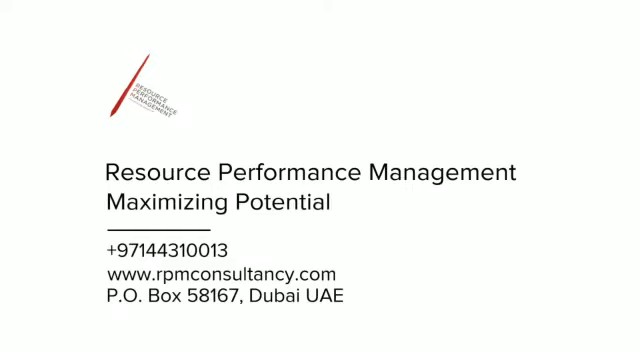 RESOURCE
PERFORMANCE
MANAGEMENT
Resource Performance Management
Maximizing Potential
+97144310013
www.rpmconsultancy.com
P.O. Box 58167, Dubai UAE